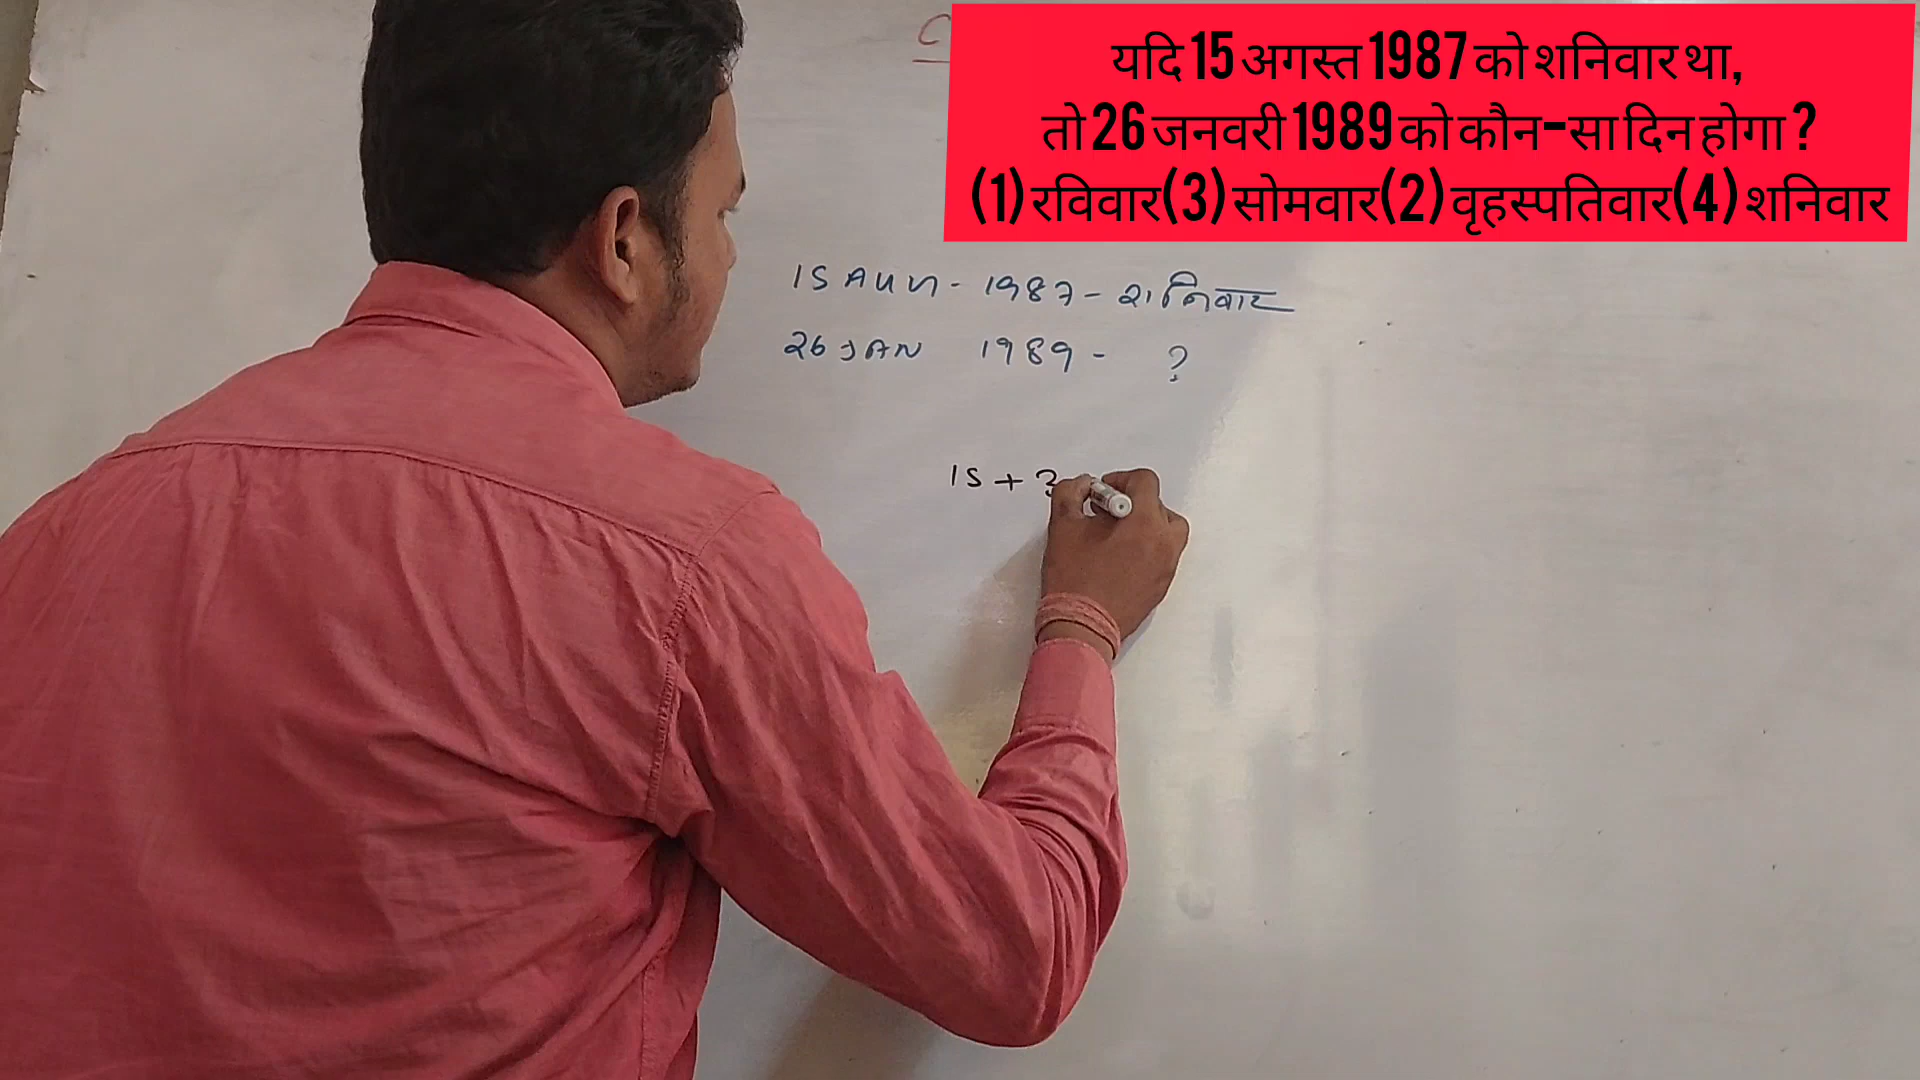 यदि 15 अगस्त 1987 को शनिवार था,
तो 26 जनवरी 1989 को कौन-सा दिन होगा ?
(1) रविवार(3) सोमवार(2) वृहस्पतिवार(4) शनिवार
C
15 AUG - 1987 - शनिवार
26 JAN 1989 - ?
15 + 3